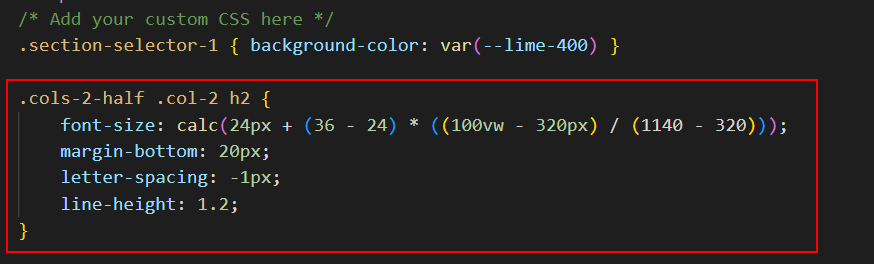 /* Add your custom CSS here */
.section-selector-1 { background-color: var(--lime-400) }
.cols-2-half .col-2 h2 {
font-size: calc(24px + (36 - 24) * ((100vw - 320px) / (1140 - 320)));
margin-bottom: 20px;
letter-spacing: -1px;
line-height: 1.2;
}